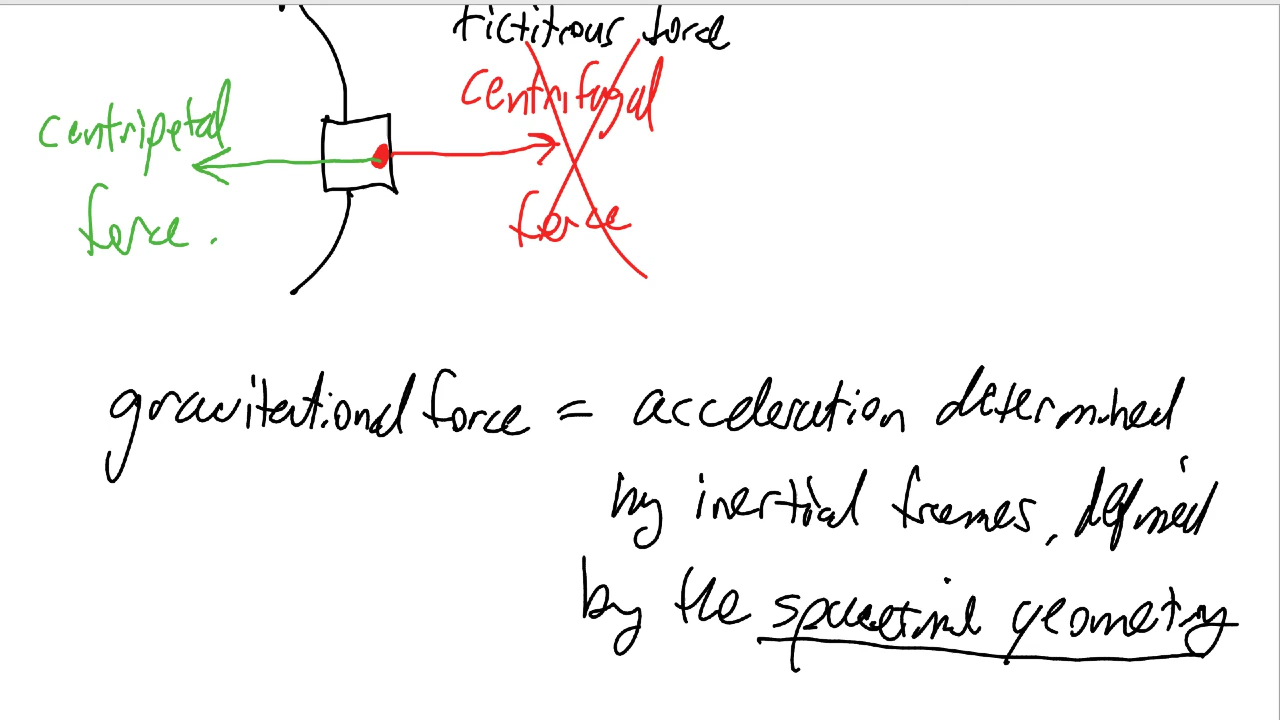 fictitious force
centrifugal
force
centripetal
force.
gravitational force = acceleration determined
by inertial frames, defined
by the spacetime geometry